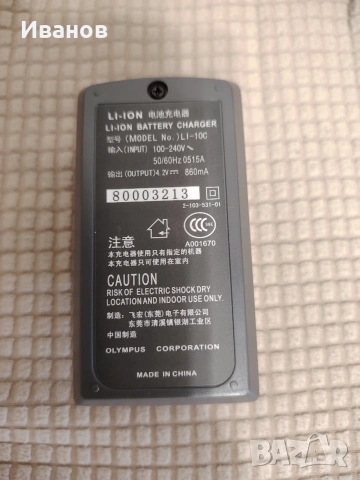 Иванов
LI-ION 电池充电器
LI-ION BATTERY CHARGER
型号 (MODEL No.) LI-10C
输入 (INPUT) 100-240V~
50/60Hz 0515A
输出 (OUTPUT) 4.2V⎓ 860mA
80003213
2-103-531-01
CCC
A001670
注意
本充电器使用只有指定的机器
本充电器只可使用在室内
CAUTION
RISK OF ELECTRIC SHOCK DRY
LOCATION AND INDOOR USE ONLY.
制造：飞宏(东莞)电子有限公司
东莞市清溪镇银湖工业区
中国制造
OLYMPUS CORPORATION
MADE IN CHINA
BAZAR